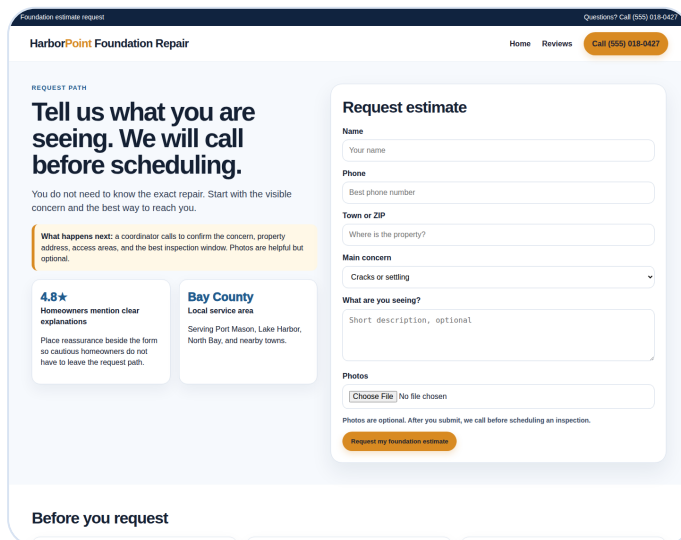 Foundation estimate request
Questions? Call (555) 018-0427
HarborPoint Foundation Repair
Home
Reviews
Call (555) 018-0427
REQUEST PATH
Tell us what you are
seeing. We will call
before scheduling.
You do not need to know the exact repair. Start with the visible
concern and the best way to reach you.
What happens next: a coordinator calls to confirm the concern, property
address, access areas, and the best inspection window. Photos are helpful but
optional.
4.8★
Homeowners mention clear
explanations
Place reassurance beside the form
so cautious homeowners do not
have to leave the request path.
Bay County
Local service area
Serving Port Mason, Lake Harbor,
North Bay, and nearby towns.
Request estimate
Name
Your name
Phone
Best phone number
Town or ZIP
Where is the property?
Main concern
Cracks or settling
What are you seeing?
Short description, optional
Photos
Choose File No file chosen
Photos are optional. After you submit, we call before scheduling an inspection.
Request my foundation estimate
Before you request